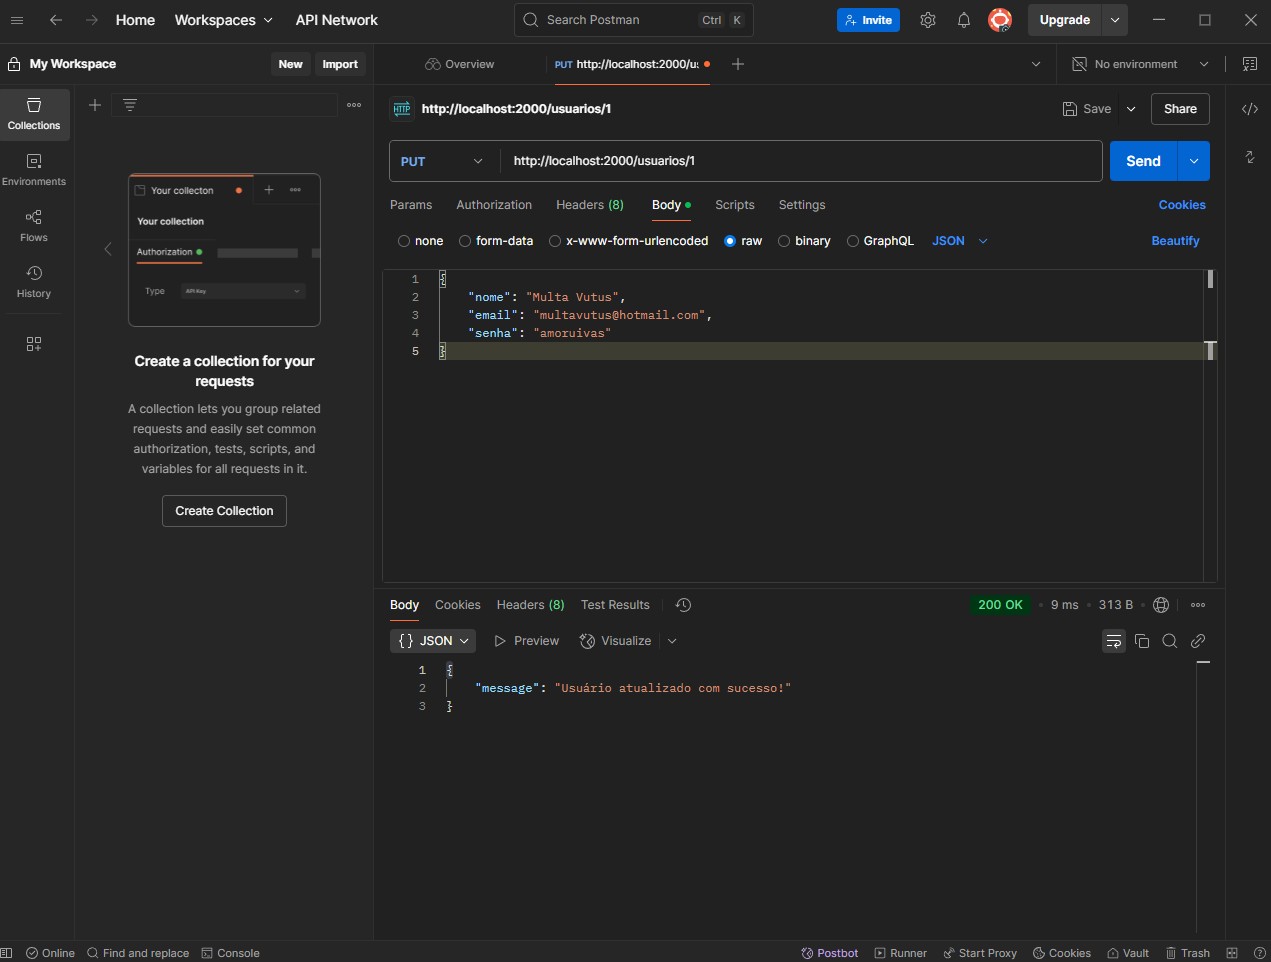 Home Workspaces API Network Search Postman Ctrl K Invite Upgrade
My Workspace New Import Overview PUT http://localhost:2000/us No environment
Collections
Environments
Flows
History
Your collecton
Your collection
Authorization
Type API Key
Create a collection for your
requests
A collection lets you group related
requests and easily set common
authorization, tests, scripts, and
variables for all requests in it.
Create Collection
HTTP http://localhost:2000/usuarios/1 Save Share
PUT http://localhost:2000/usuarios/1 Send
Params Authorization Headers (8) Body Scripts Settings Cookies
none form-data x-www-form-urlencoded raw binary GraphQL JSON Beautify
1 {
2 "nome": "Multa Vutus",
3 "email": "multavutus@hotmail.com",
4 "senha": "amoruivas"
5 }
Body Cookies Headers (8) Test Results 200 OK • 9 ms • 313 B
{} JSON Preview Visualize
1 {
2 "message": "Usuário atualizado com sucesso!"
3 }
Online Find and replace Console Postbot Runner Start Proxy Cookies Vault Trash